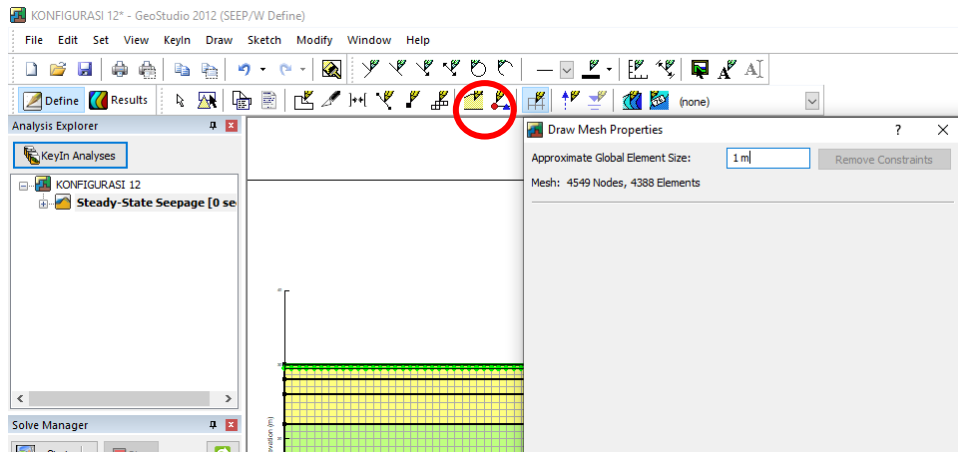 KONFIGURASI 12* - GeoStudio 2012 (SEEP/W Define)
File Edit Set View KeyIn Draw Sketch Modify Window Help
Define Results (none)
Analysis Explorer
KeyIn Analyses
KONFIGURASI 12
Steady-State Seepage [0 se
Draw Mesh Properties ? X
Approximate Global Element Size: 1 m Remove Constraints
Mesh: 4549 Nodes, 4388 Elements
Solve Manager